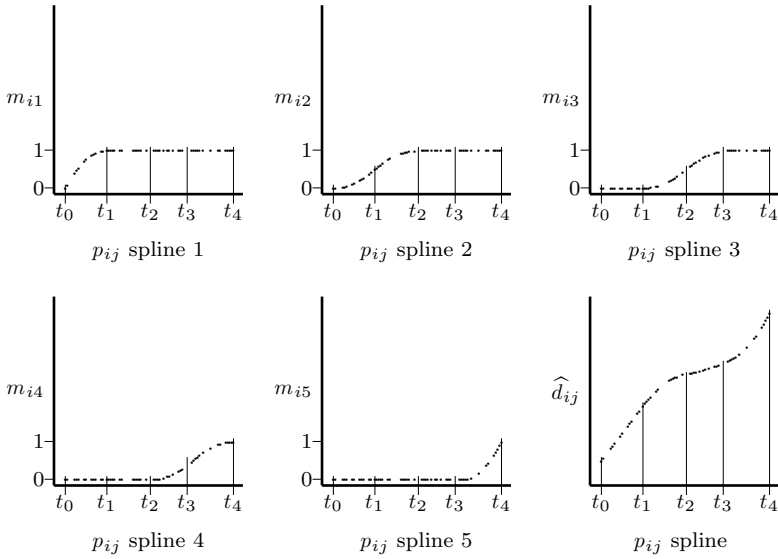 m_{i1}
1
0
t_0 t_1 t_2 t_3 t_4
p_{ij} spline 1
m_{i2}
1
0
t_0 t_1 t_2 t_3 t_4
p_{ij} spline 2
m_{i3}
1
0
t_0 t_1 t_2 t_3 t_4
p_{ij} spline 3
m_{i4}
1
0
t_0 t_1 t_2 t_3 t_4
p_{ij} spline 4
m_{i5}
1
0
t_0 t_1 t_2 t_3 t_4
p_{ij} spline 5
\widehat{d}_{ij}
t_0 t_1 t_2 t_3 t_4
p_{ij} spline